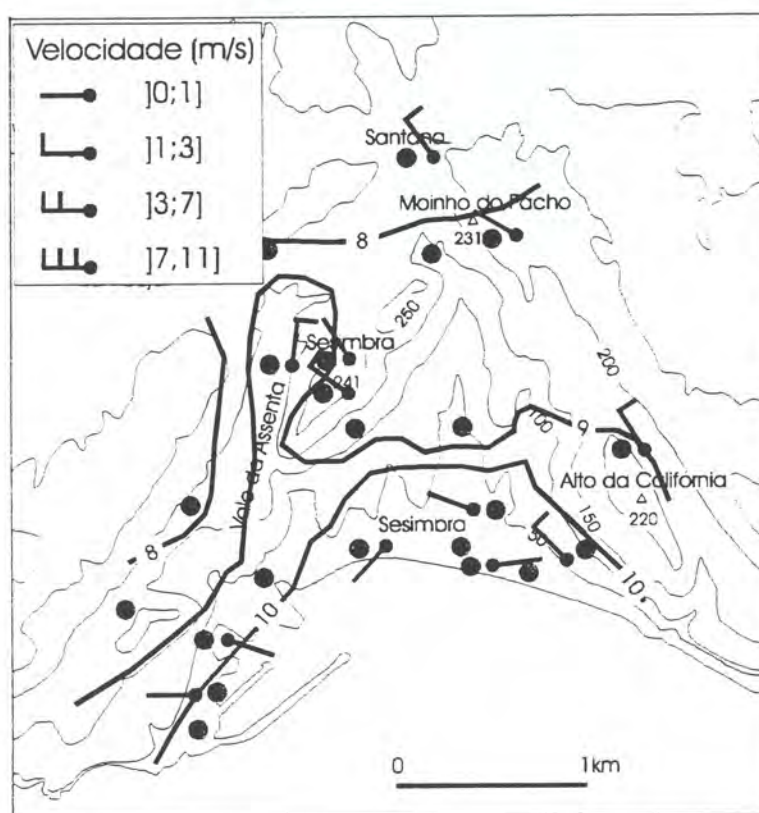 Velocidade (m/s)
]0;1]
]1;3]
]3;7]
]7;11]
Santana
Moinho do Pacho
231
8
250
Sesimbra
241
200
Vale da Assenta
100
9
Alto da Califórnia
220
150
Sesimbra
50
8
10
10
0 1km